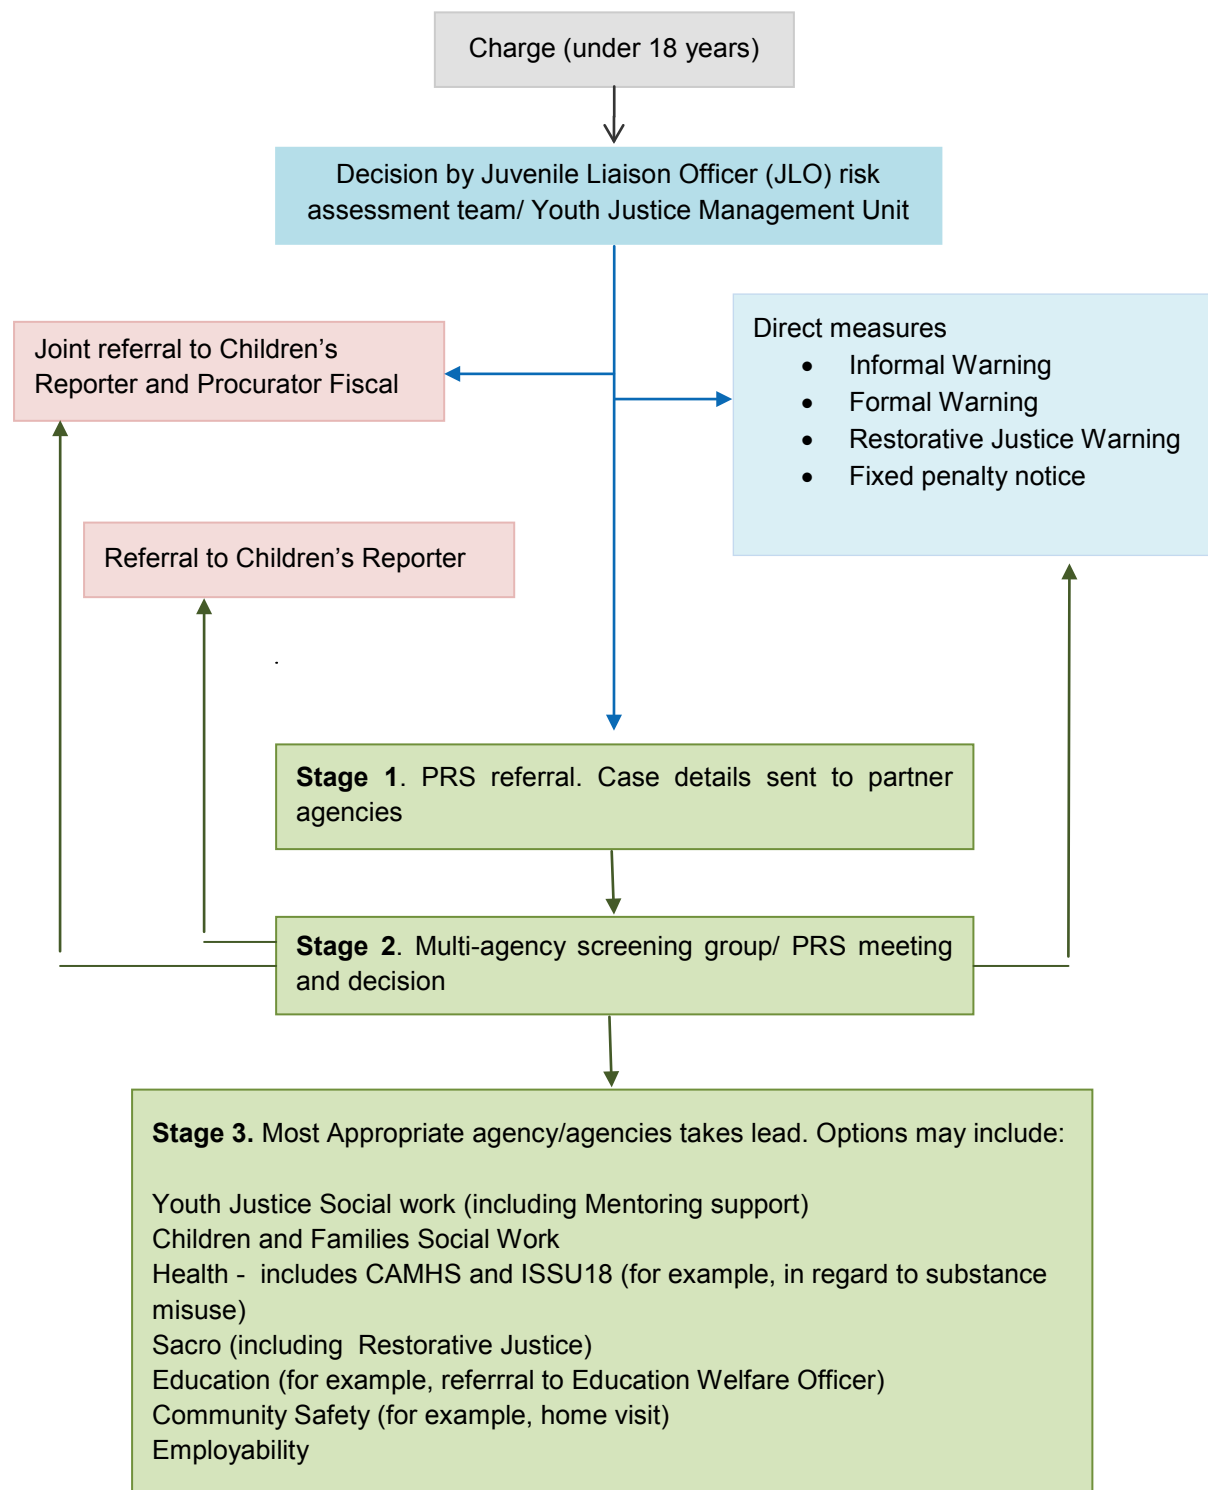 Charge (under 18 years)
Decision by Juvenile Liaison Officer (JLO) risk
assessment team/ Youth Justice Management Unit
Joint referral to Children’s
Reporter and Procurator Fiscal
Direct measures
• Informal Warning
• Formal Warning
• Restorative Justice Warning
• Fixed penalty notice
Referral to Children’s Reporter
.
Stage 1. PRS referral. Case details sent to partner
agencies
Stage 2. Multi-agency screening group/ PRS meeting
and decision
Stage 3. Most Appropriate agency/agencies takes lead. Options may include:
Youth Justice Social work (including Mentoring support)
Children and Families Social Work
Health - includes CAMHS and ISSU18 (for example, in regard to substance
misuse)
Sacro (including Restorative Justice)
Education (for example, referrral to Education Welfare Officer)
Community Safety (for example, home visit)
Employability